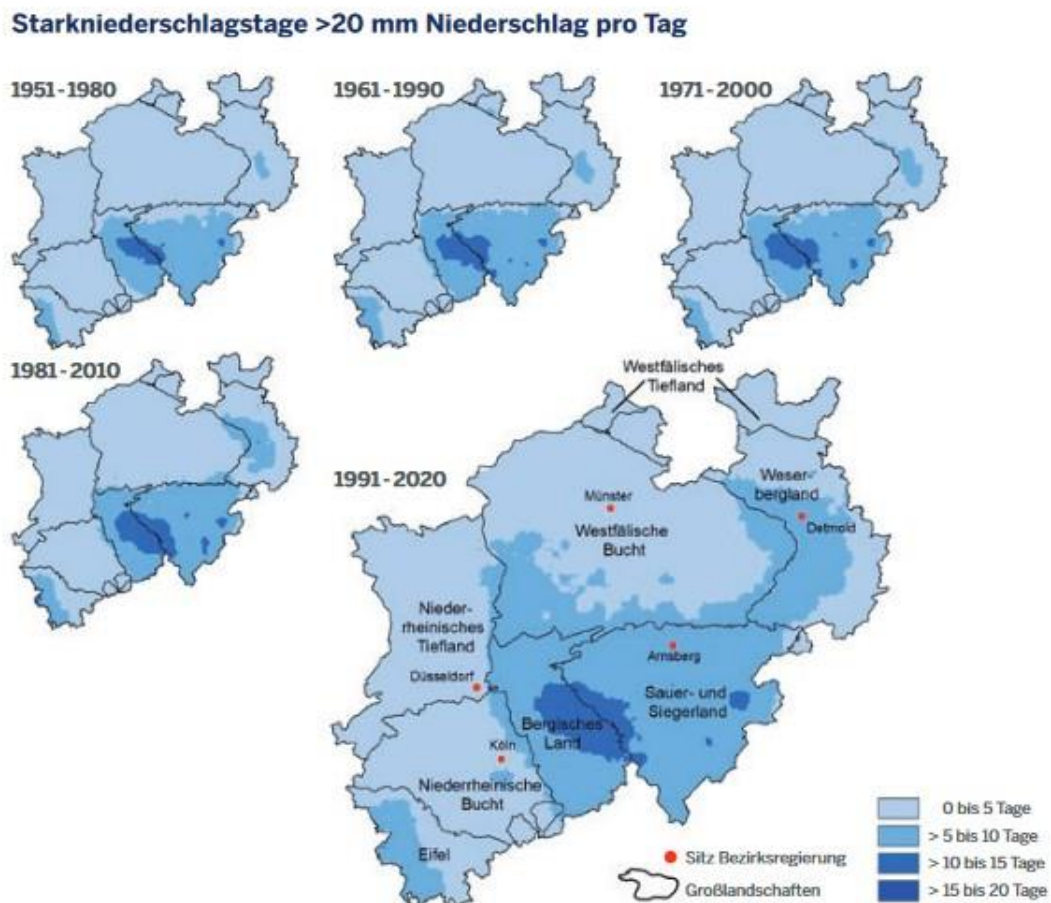 Starkniederschlagstage >20 mm Niederschlag pro Tag
1951-1980
1961-1990
1971-2000
1981-2010
1991-2020
Westfälisches
Tiefland
Weser-
bergland
Detmold
Münster
Westfälische
Bucht
Nieder-
rheinisches
Tiefland
Düsseldorf
Arnsberg
Sauer- und
Siegerland
Bergisches
Land
Köln
Niederrheinische
Bucht
Eifel
Sitz Bezirksregierung
Großlandschaften
0 bis 5 Tage
> 5 bis 10 Tage
> 10 bis 15 Tage
> 15 bis 20 Tage